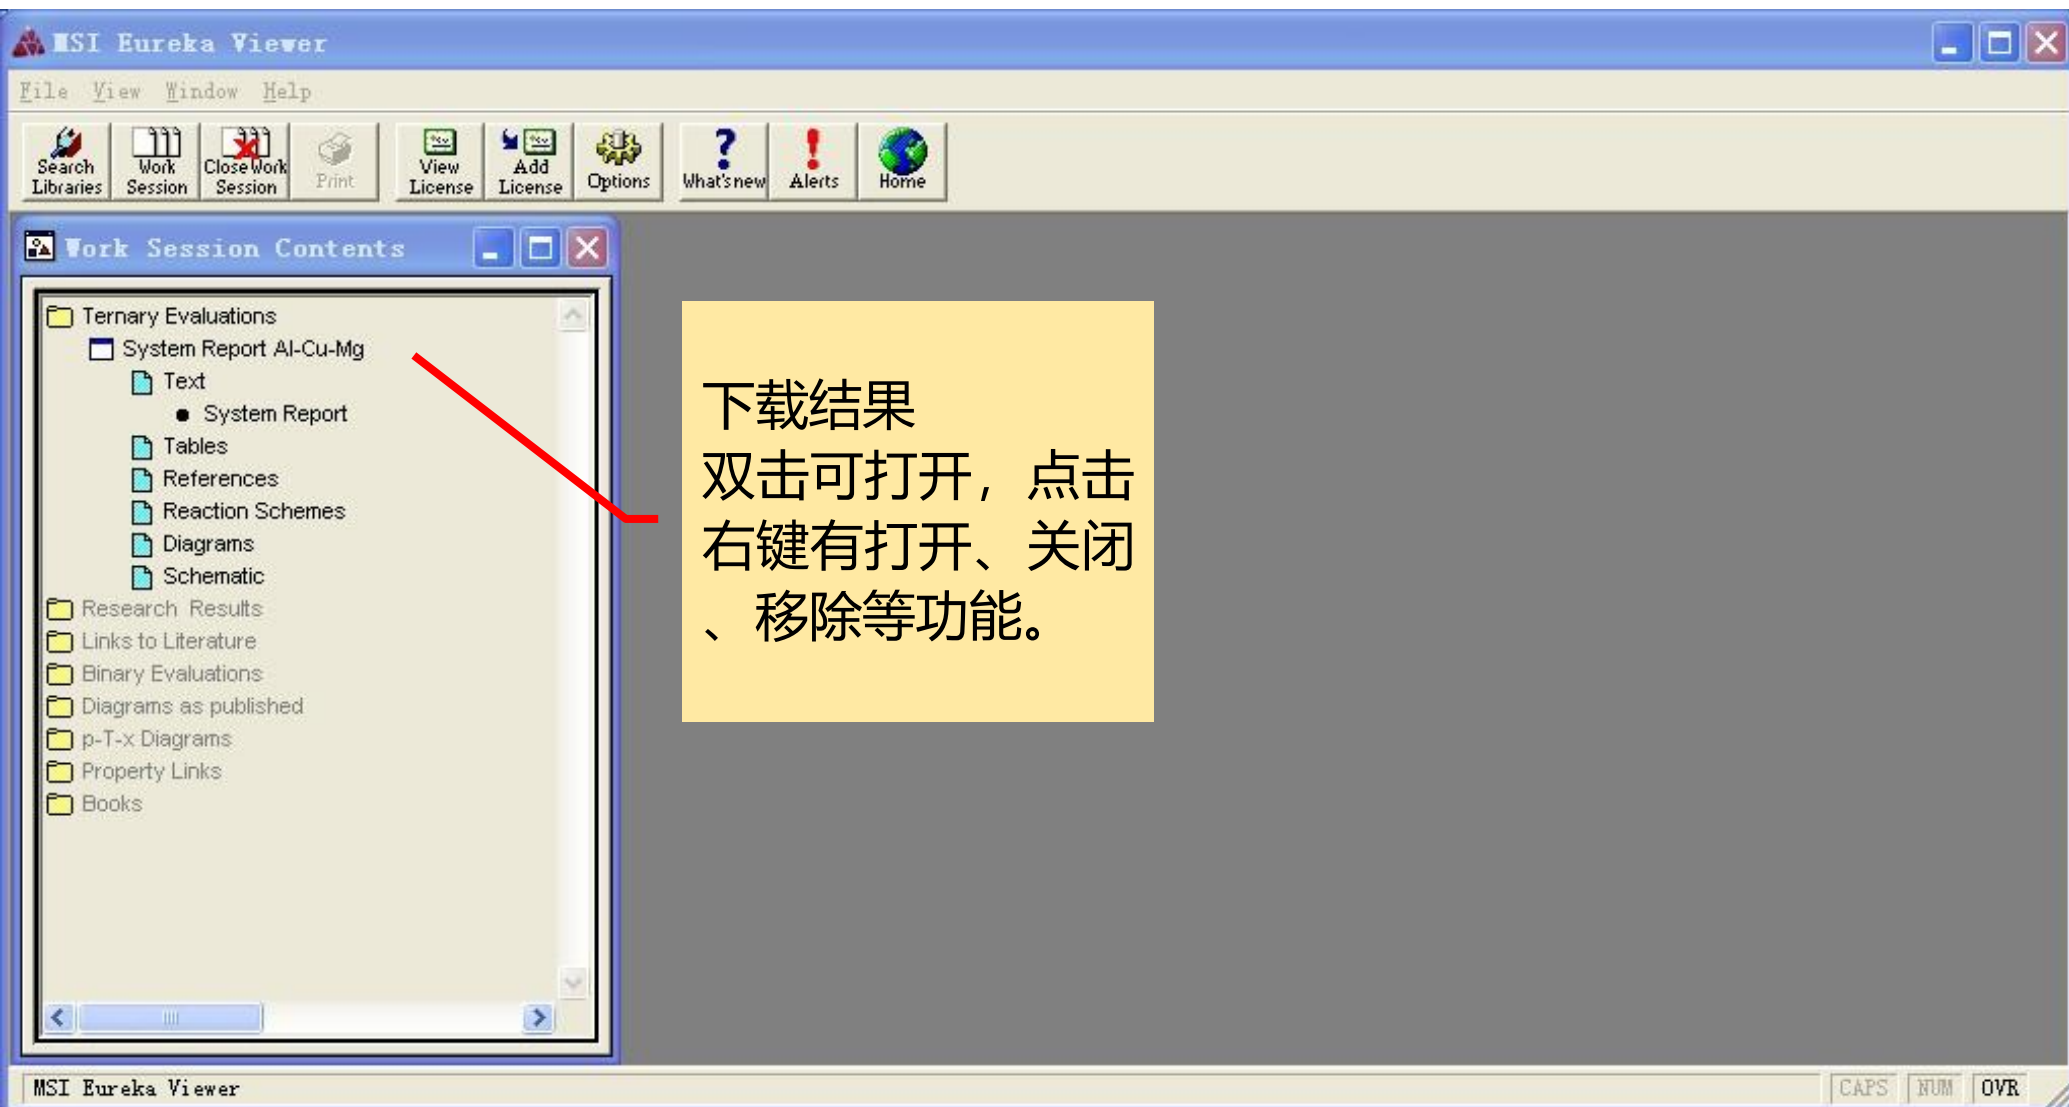 MSI Eureka Viewer
File View Window Help
Search Libraries
Work Session
Close Work Session
Print
View License
Add License
Options
What's new
Alerts
Home
Work Session Contents
Ternary Evaluations
System Report Al-Cu-Mg
Text
System Report
Tables
References
Reaction Schemes
Diagrams
Schematic
Research Results
Links to Literature
Binary Evaluations
Diagrams as published
p-T-x Diagrams
Property Links
Books
下载结果
双击可打开，点击
右键有打开、关闭
、移除等功能。
MSI Eureka Viewer
CAPS NUM OVR